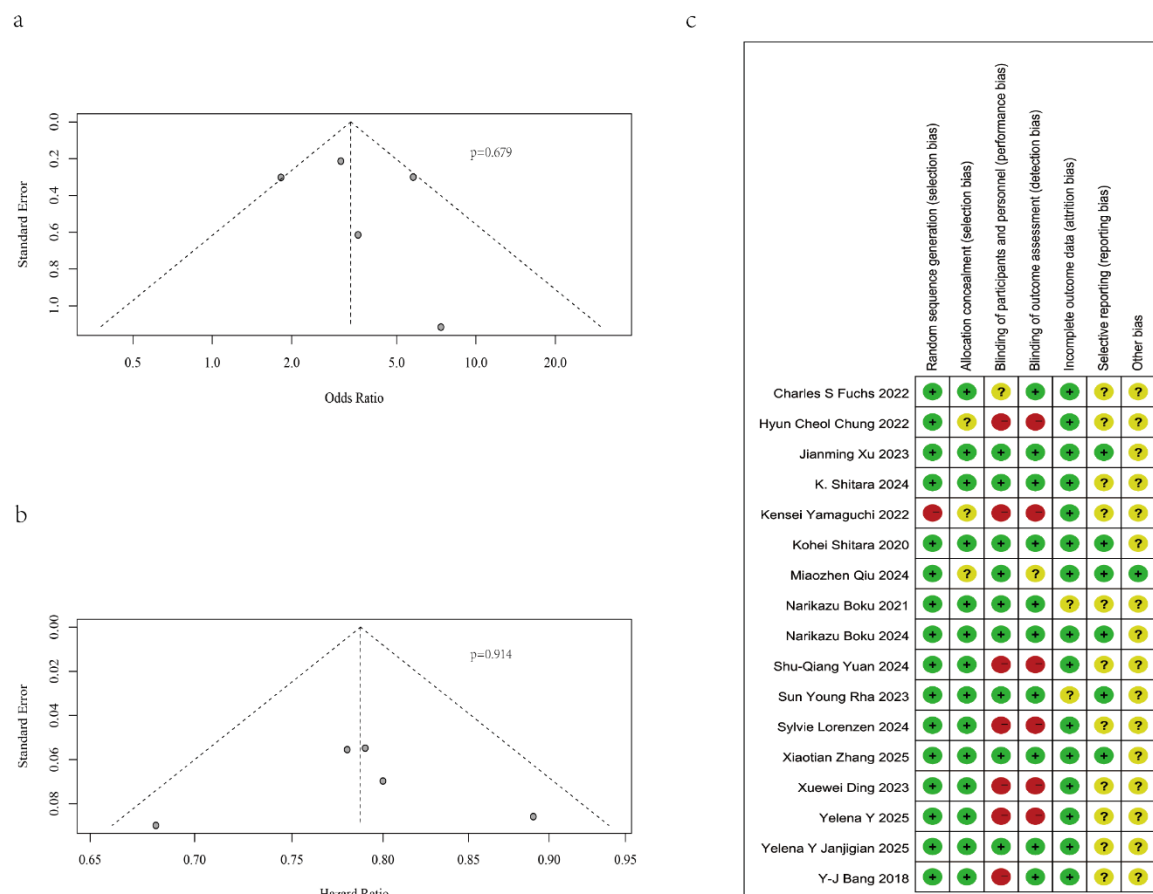 a
p=0.679
Standard Error
0.0
0.2
0.4
0.6
0.8
1.0
0.5 1.0 2.0 5.0 10.0 20.0
Odds Ratio
b
p=0.914
Standard Error
0.00
0.02
0.04
0.06
0.08
0.65 0.70 0.75 0.80 0.85 0.90 0.95
Hazard Ratio
c
Random sequence generation (selection bias)
Allocation concealment (selection bias)
Blinding of participants and personnel (performance bias)
Blinding of outcome assessment (detection bias)
Incomplete outcome data (attrition bias)
Selective reporting (reporting bias)
Other bias
Charles S Fuchs 2022 + + ? + + ? ?
Hyun Cheol Chung 2022 + ? − − + ? ?
Jianming Xu 2023 + + + + + + ?
K. Shitara 2024 + + + + + ? ?
Kensei Yamaguchi 2022 − ? − − + ? ?
Kohei Shitara 2020 + + + + + + ?
Miaozhen Qiu 2024 + ? + ? + + +
Narikazu Boku 2021 + + + + ? ? ?
Narikazu Boku 2024 + + + + + + ?
Shu-Qiang Yuan 2024 + + − − + ? ?
Sun Young Rha 2023 + + + + ? + ?
Sylvie Lorenzen 2024 + + − − + ? ?
Xiaotian Zhang 2025 + + + + + + ?
Xuewei Ding 2023 + + − − + ? ?
Yelena Y 2025 + + − − + ? ?
Yelena Y Janjigian 2025 + + + + + ? ?
Y-J Bang 2018 + + − + + ? ?